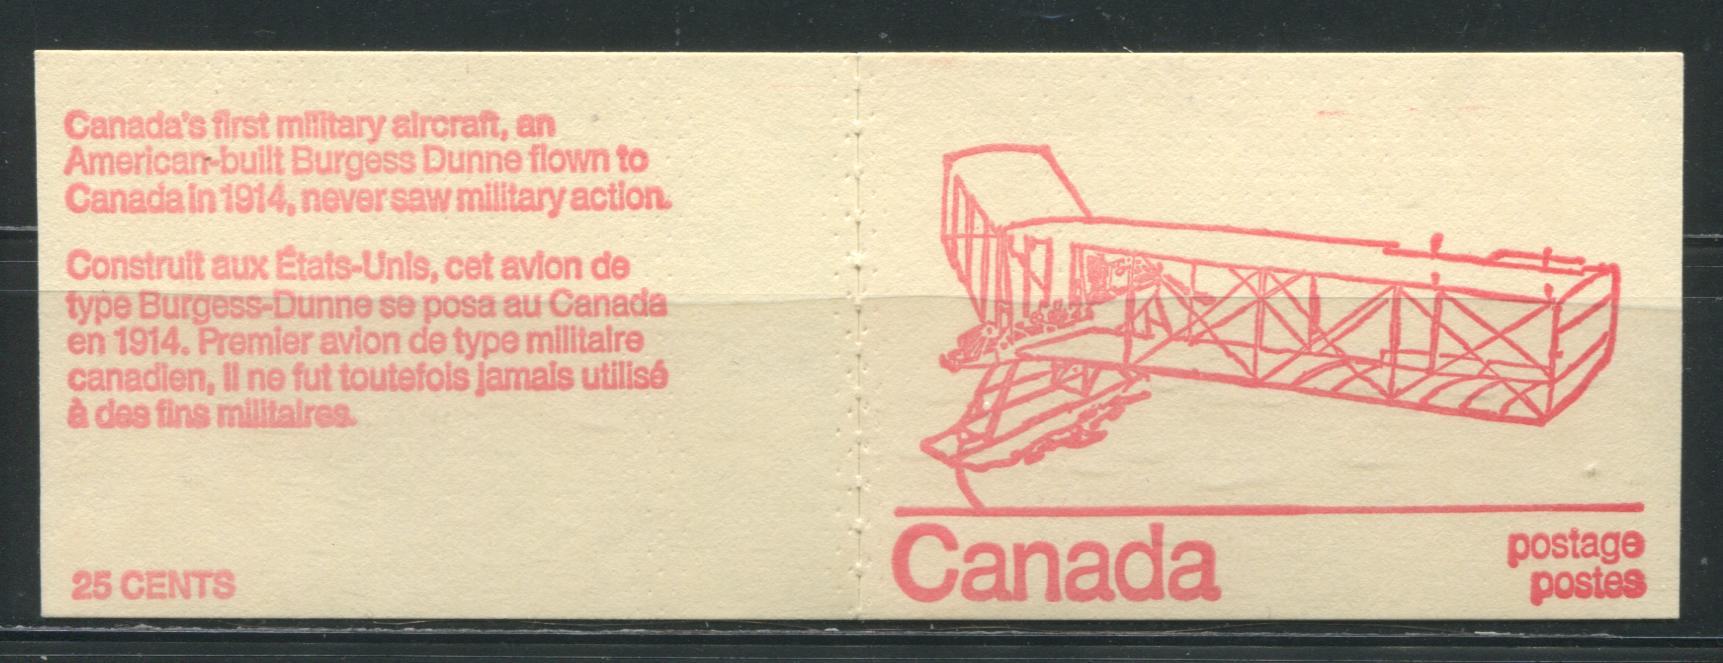 Canada's first military aircraft, an
American-built Burgess Dunne flown to
Canada in 1914, never saw military action.
Construit aux États-Unis, cet avion de
type Burgess-Dunne se posa au Canada
en 1914. Premier avion de type militaire
canadien, il ne fut toutefois jamais utilisé
à des fins militaires.
25 CENTS
Canada
postage
postes